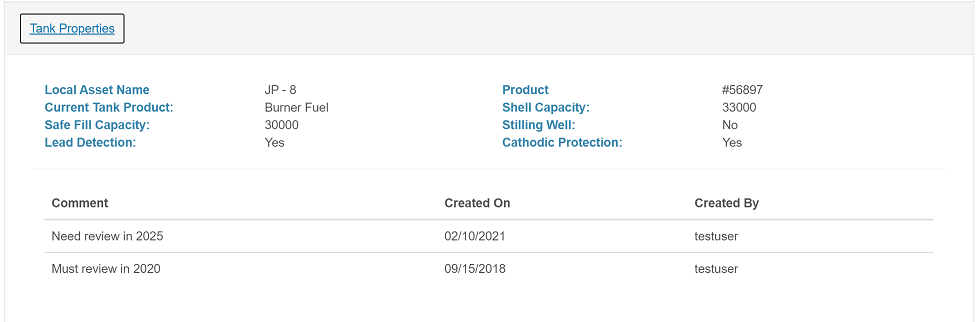 Tank Properties
Local Asset Name JP - 8 Product #56897
Current Tank Product: Burner Fuel Shell Capacity: 33000
Safe Fill Capacity: 30000 Stilling Well: No
Lead Detection: Yes Cathodic Protection: Yes
Comment Created On Created By
Need review in 2025 02/10/2021 testuser
Must review in 2020 09/15/2018 testuser